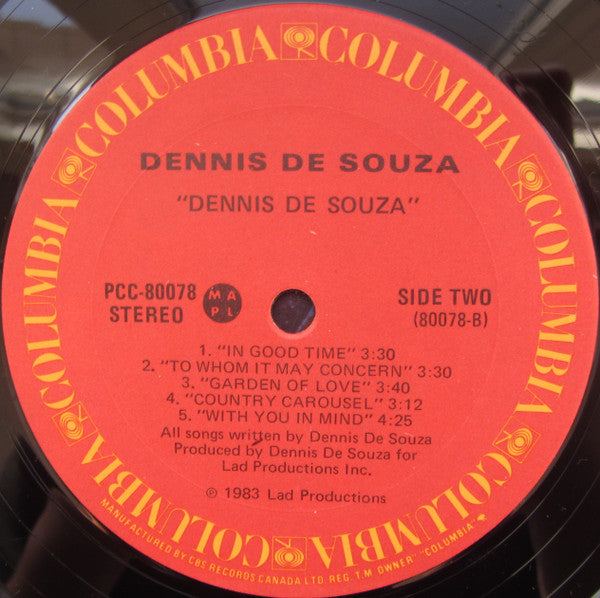 COLUMBIA COLUMBIA COLUMBIA COLUMBIA COLUMBIA COLUMBIA COLUMBIA
DENNIS DE SOUZA
"DENNIS DE SOUZA"
PCC-80078
STEREO
MA
PL
SIDE TWO
(80078-B)
1. "IN GOOD TIME" 3:30
2. "TO WHOM IT MAY CONCERN" 3:30
3. "GARDEN OF LOVE" 3:40
4. "COUNTRY CAROUSEL" 3:12
5. "WITH YOU IN MIND" 4:25
All songs written by Dennis De Souza
Produced by Dennis De Souza for
Lad Productions Inc.
℗ 1983 Lad Productions
MANUFACTURED BY CBS RECORDS CANADA LTD. REG. T.M OWNER "COLUMBIA"